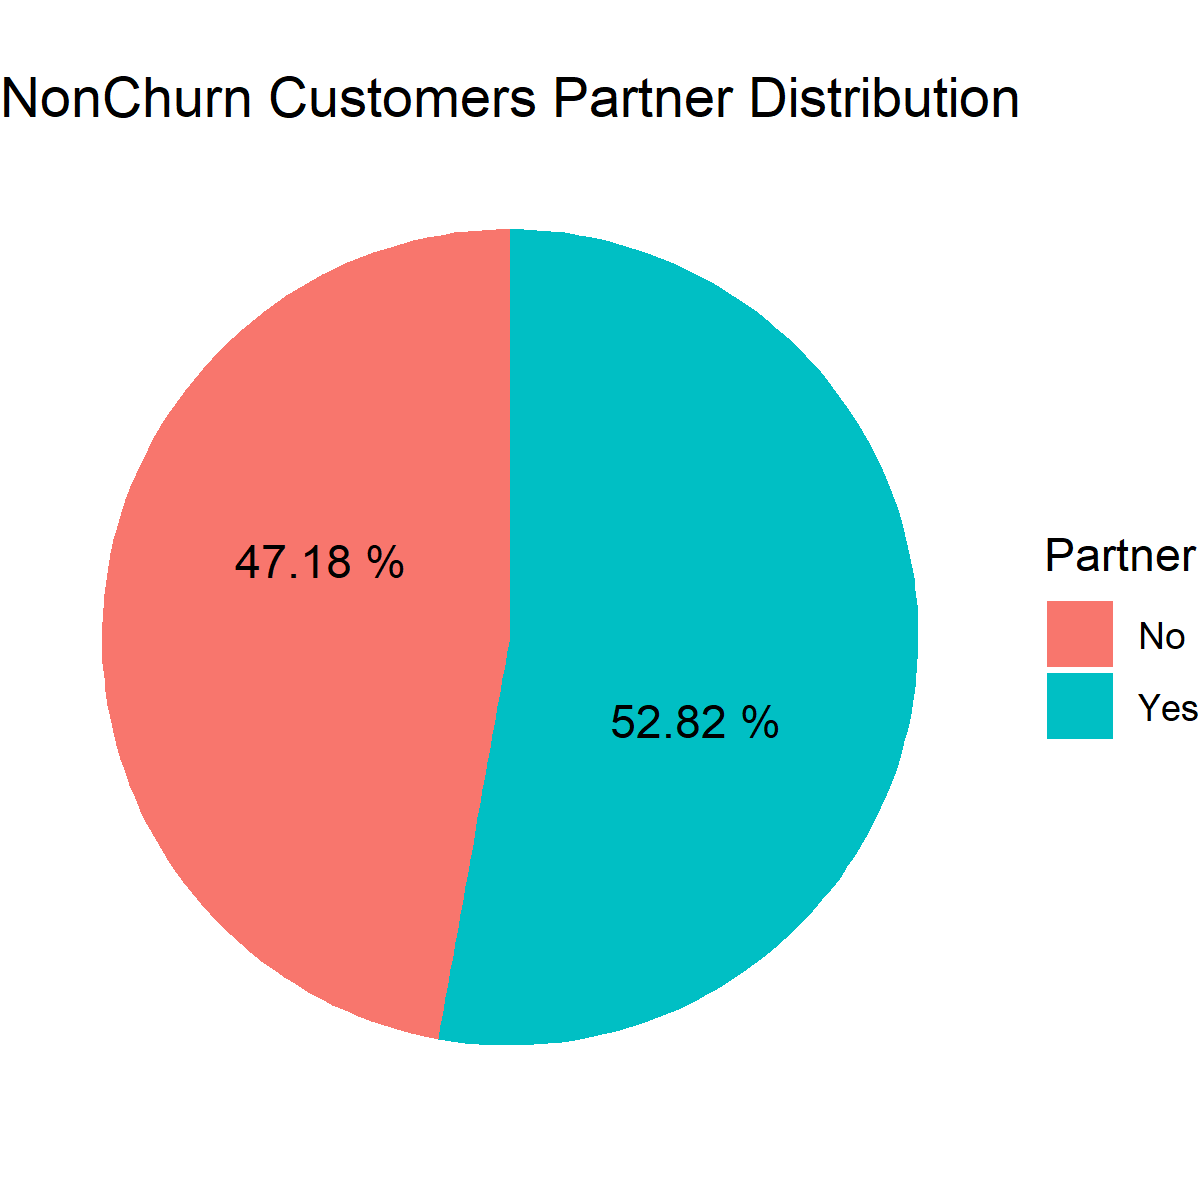 NonChurn Customers Partner Distribution
47.18 %
52.82 %
Partner
No
Yes